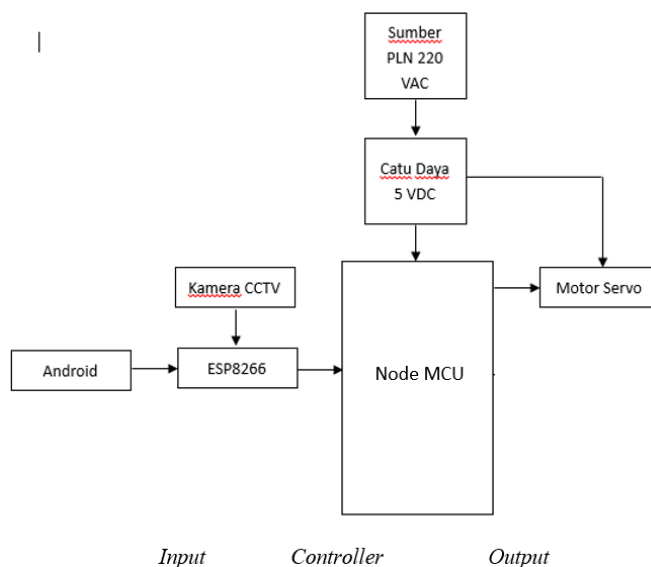 Sumber
PLN 220
VAC
Catu Daya
5 VDC
Kamera CCTV
Motor Servo
Android
ESP8266
Node MCU
Input
Controller
Output